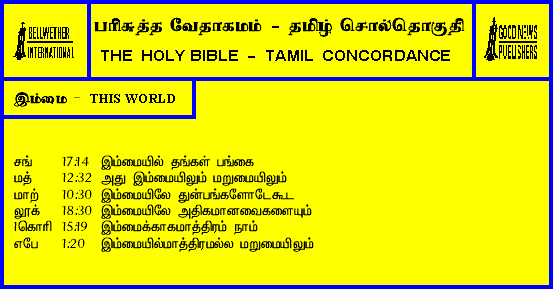 BELLWETHER
INTERNATIONAL
பரிசுத்த வேதாகமம் - தமிழ் சொல்தொகுதி
THE HOLY BIBLE - TAMIL CONCORDANCE
GOOD NEWS
PUBLISHERS
இம்மை - THIS WORLD
சங் 17:14 இம்மையில் தங்கள் பங்கை
மத் 12:32 அது இம்மையிலும் மறுமையிலும்
மாற் 10:30 இம்மையிலே துன்பங்களோடேகூட
லூக் 18:30 இம்மையிலே அதிகமானவைகளையும்
1கொரி 15:19 இம்மைக்காகமாத்திரம் நாம்
எபே 1:20 இம்மையில்மாத்திரமல்ல மறுமையிலும்